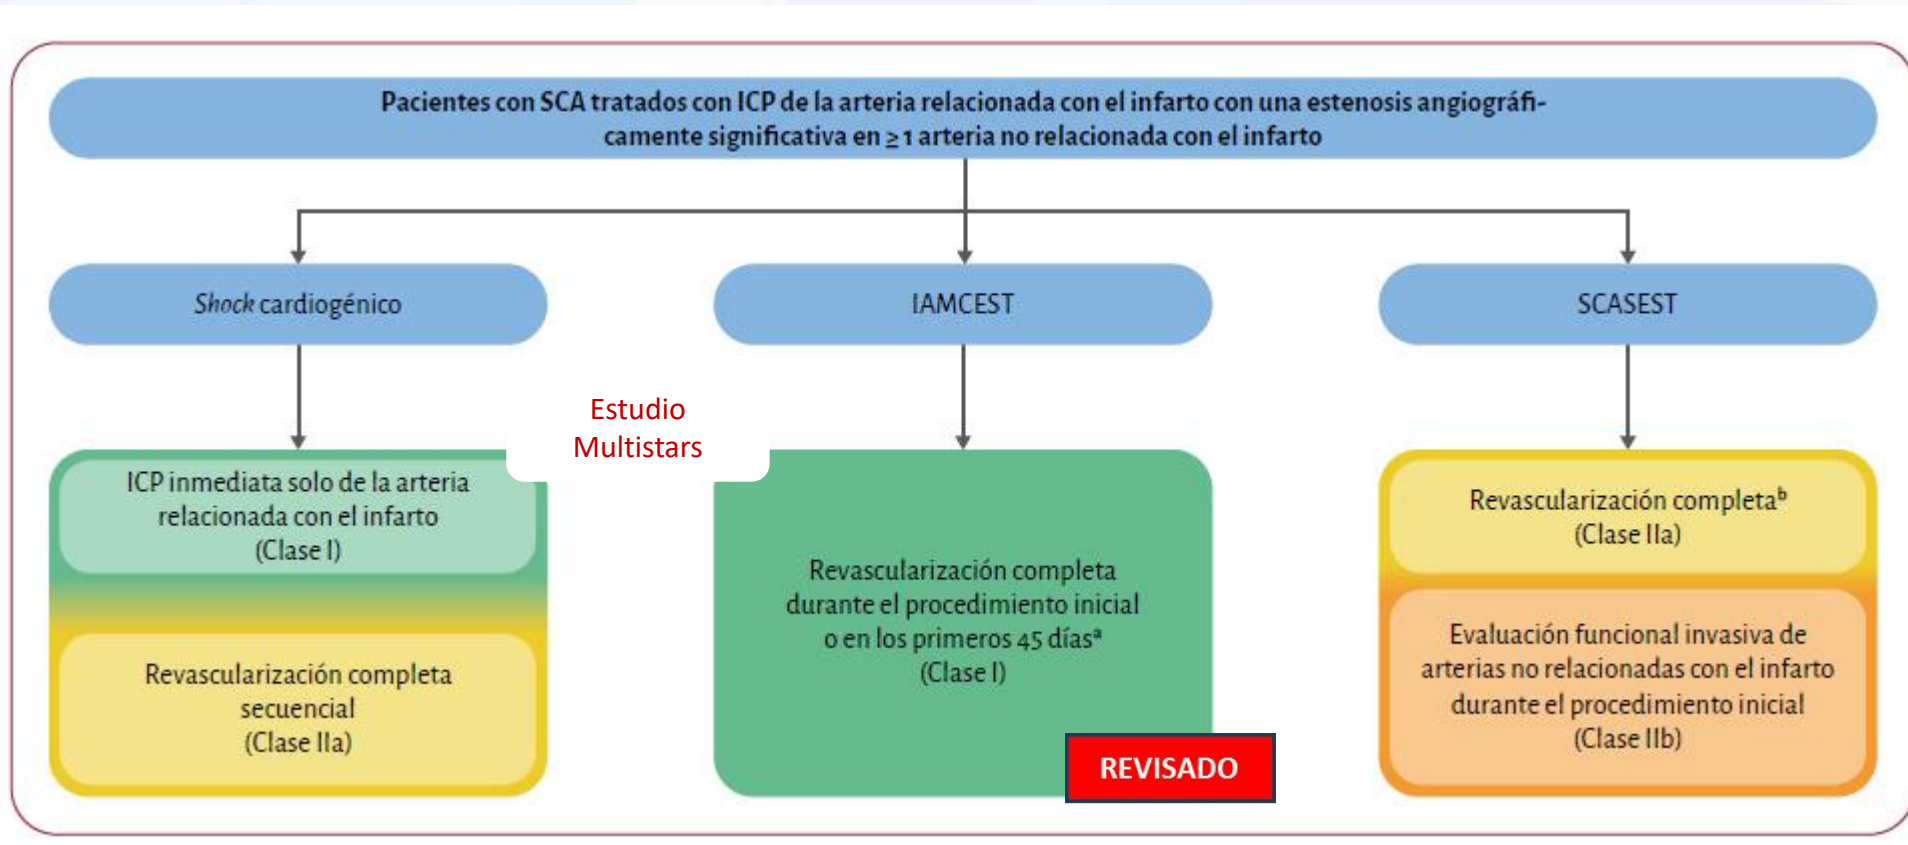 Pacientes con SCA tratados con ICP de la arteria relacionada con el infarto con una estenosis angiográfi-
camente significativa en ≥ 1 arteria no relacionada con el infarto
Shock cardiogénico
IAMCEST
SCASEST
Estudio
Multistars
ICP inmediata solo de la arteria
relacionada con el infarto
(Clase I)
Revascularización completa
secuencial
(Clase IIa)
Revascularización completa
durante el procedimiento inicial
o en los primeros 45 díasª
(Clase I)
REVISADO
Revascularización completaᵇ
(Clase IIa)
Evaluación funcional invasiva de
arterias no relacionadas con el infarto
durante el procedimiento inicial
(Clase IIb)